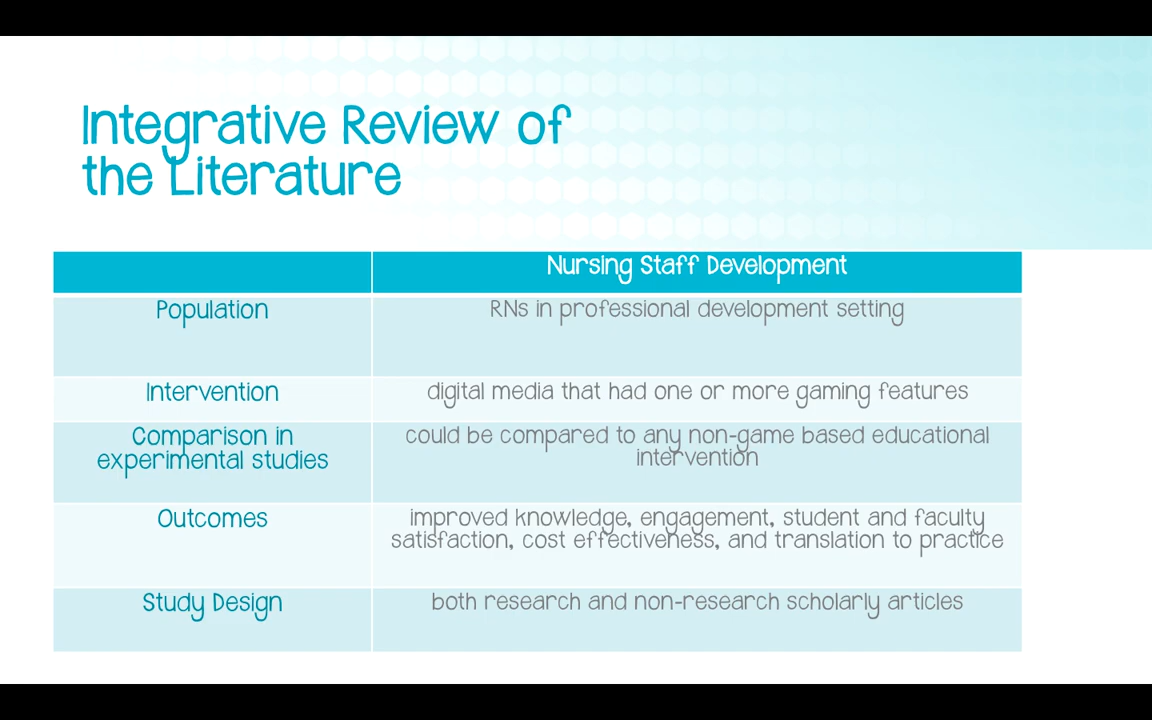 Integrative Review of
the Literature
Nursing Staff Development
Population
RNs in professional development setting
Intervention
digital media that had one or more gaming features
Comparison in
experimental studies
could be compared to any non-game based educational
intervention
Outcomes
improved knowledge, engagement, student and faculty
satisfaction, cost effectiveness, and translation to practice
Study Design
both research and non-research scholarly articles